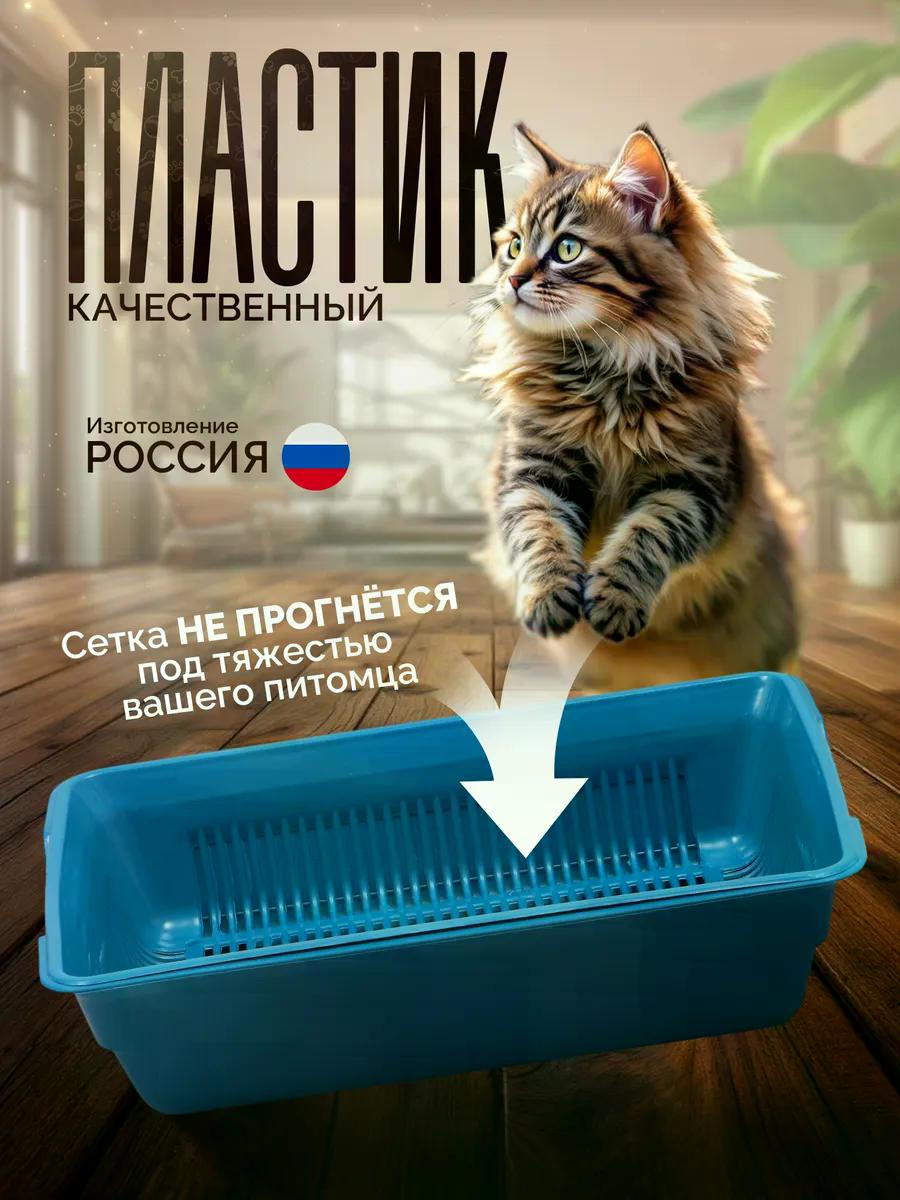 ПЛАСТИК
КАЧЕСТВЕННЫЙ
Изготовление
РОССИЯ
Сетка НЕ ПРОГНЁТСЯ
под тяжестью
вашего питомца